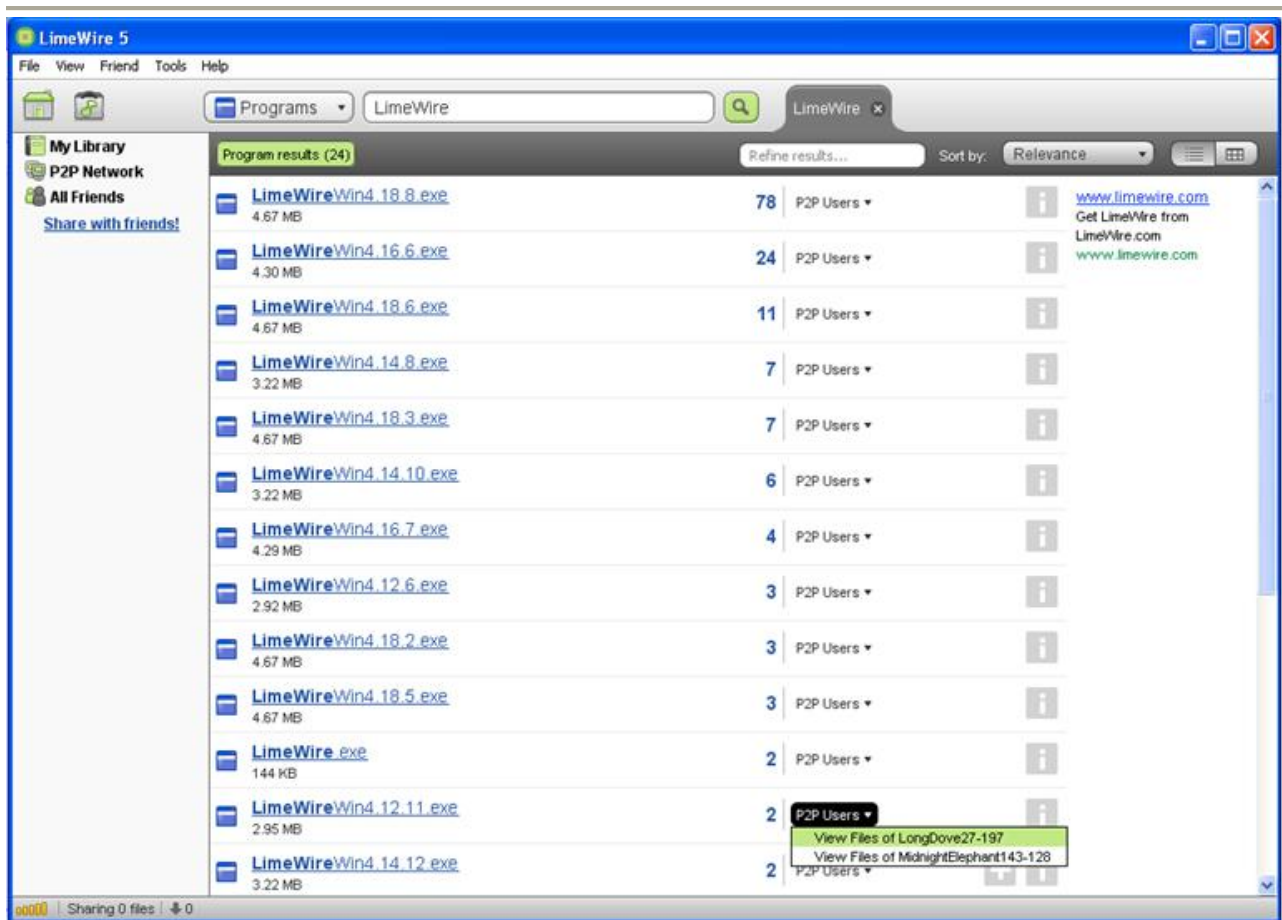 LimeWire 5
File View Friend Tools Help
Programs LimeWire LimeWire
My Library
P2P Network
All Friends
Share with friends!
Program results (24) Refine results... Sort by: Relevance
LimeWireWin4.18.8.exe 78 P2P Users
4.67 MB
LimeWireWin4.16.6.exe 24 P2P Users
4.30 MB
LimeWireWin4.18.6.exe 11 P2P Users
4.67 MB
LimeWireWin4.14.8.exe 7 P2P Users
3.22 MB
LimeWireWin4.18.3.exe 7 P2P Users
4.67 MB
LimeWireWin4.14.10.exe 6 P2P Users
3.22 MB
LimeWireWin4.16.7.exe 4 P2P Users
4.29 MB
LimeWireWin4.12.6.exe 3 P2P Users
2.92 MB
LimeWireWin4.18.2.exe 3 P2P Users
4.67 MB
LimeWireWin4.18.5.exe 3 P2P Users
4.67 MB
LimeWire.exe 2 P2P Users
144 KB
LimeWireWin4.12.11.exe 2 P2P Users
2.95 MB
View Files of LongDove27-197
View Files of MidnightElephant143-128
LimeWireWin4.14.12.exe 2 P2P Users
3.22 MB
www.limewire.com
Get LimeWire from
LimeWire.com
www.limewire.com
Sharing 0 files 0